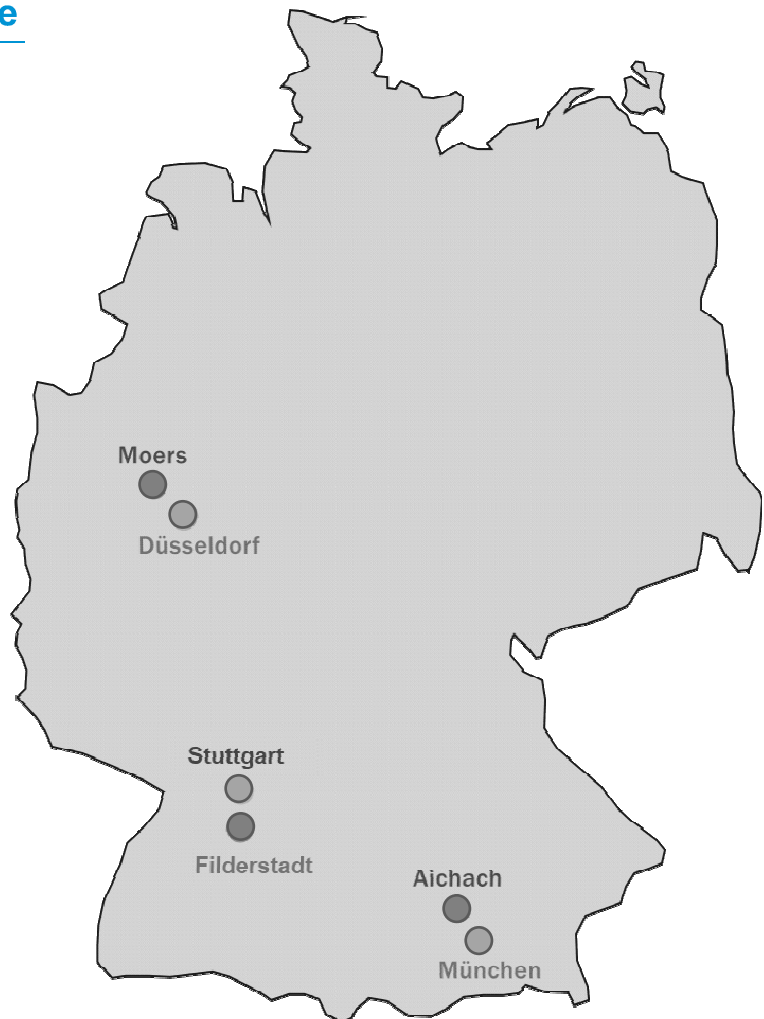 e
Moers
Düsseldorf
Stuttgart
Filderstadt
Aichach
München